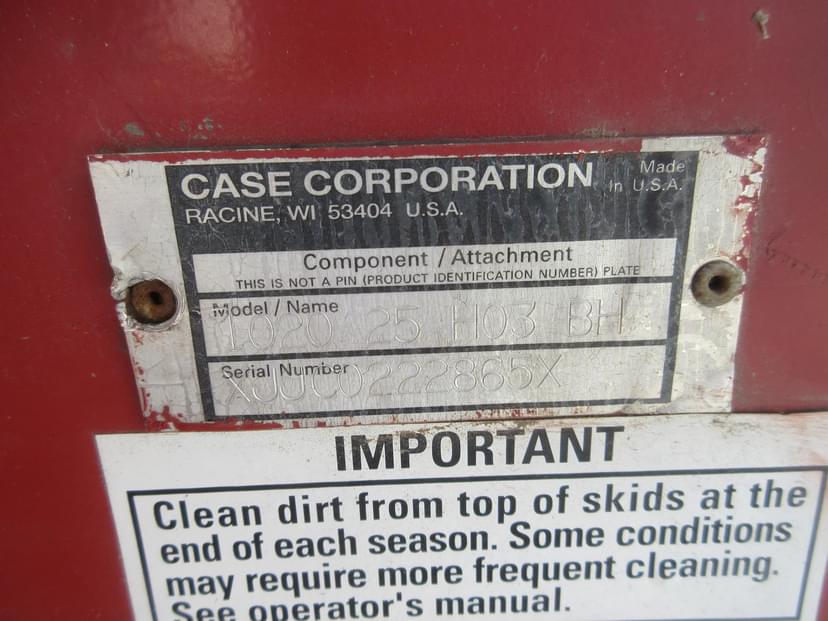 CASE CORPORATION
Made
In U.S.A.
RACINE, WI 53404 U.S.A.
Component / Attachment
THIS IS NOT A PIN (PRODUCT IDENTIFICATION NUMBER) PLATE
Model / Name
1020 25 H03 BH
Serial Number
XJJC0222865X
IMPORTANT
Clean dirt from top of skids at the
end of each season. Some conditions
may require more frequent cleaning.
See operator's manual.